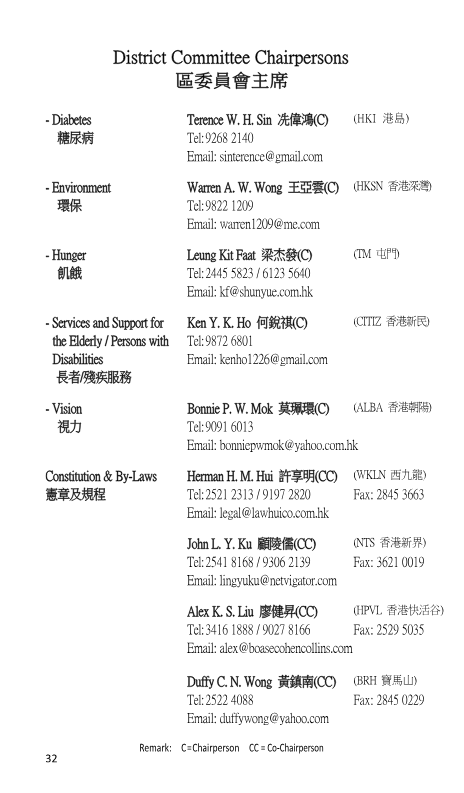 District Committee Chairpersons
區委員會主席
- Diabetes Terence W. H. Sin 冼偉鴻(C) (HKI 港島)
糖尿病 Tel: 9268 2140
Email: sinterence@gmail.com
- Environment Warren A. W. Wong 王亞雲(C) (HKSN 香港深灣)
環保 Tel: 9822 1209
Email: warren1209@me.com
- Hunger Leung Kit Faat 梁杰發(C) (TM 屯門)
飢餓 Tel: 2445 5823 / 6123 5640
Email: kf@shunyue.com.hk
- Services and Support for Ken Y. K. Ho 何銳祺(C) (CITIZ 香港新民)
the Elderly / Persons with Tel: 9872 6801
Disabilities Email: kenho1226@gmail.com
長者/殘疾服務
- Vision Bonnie P. W. Mok 莫珮環(C) (ALBA 香港朝陽)
視力 Tel: 9091 6013
Email: bonniepwmok@yahoo.com.hk
Constitution & By-Laws Herman H. M. Hui 許享明(CC) (WKLN 西九龍)
憲章及規程 Tel: 2521 2313 / 9197 2820 Fax: 2845 3663
Email: legal@lawhuico.com.hk
John L. Y. Ku 顧陵儒(CC) (NTS 香港新界)
Tel: 2541 8168 / 9306 2139 Fax: 3621 0019
Email: lingyuku@netvigator.com
Alex K. S. Liu 廖健昇(CC) (HPVL 香港快活谷)
Tel: 3416 1888 / 9027 8166 Fax: 2529 5035
Email: alex@boasecohencollins.com
Duffy C. N. Wong 黃鎮南(CC) (BRH 寶馬山)
Tel: 2522 4088 Fax: 2845 0229
Email: duffywong@yahoo.com
Remark: C=Chairperson CC = Co-Chairperson
32